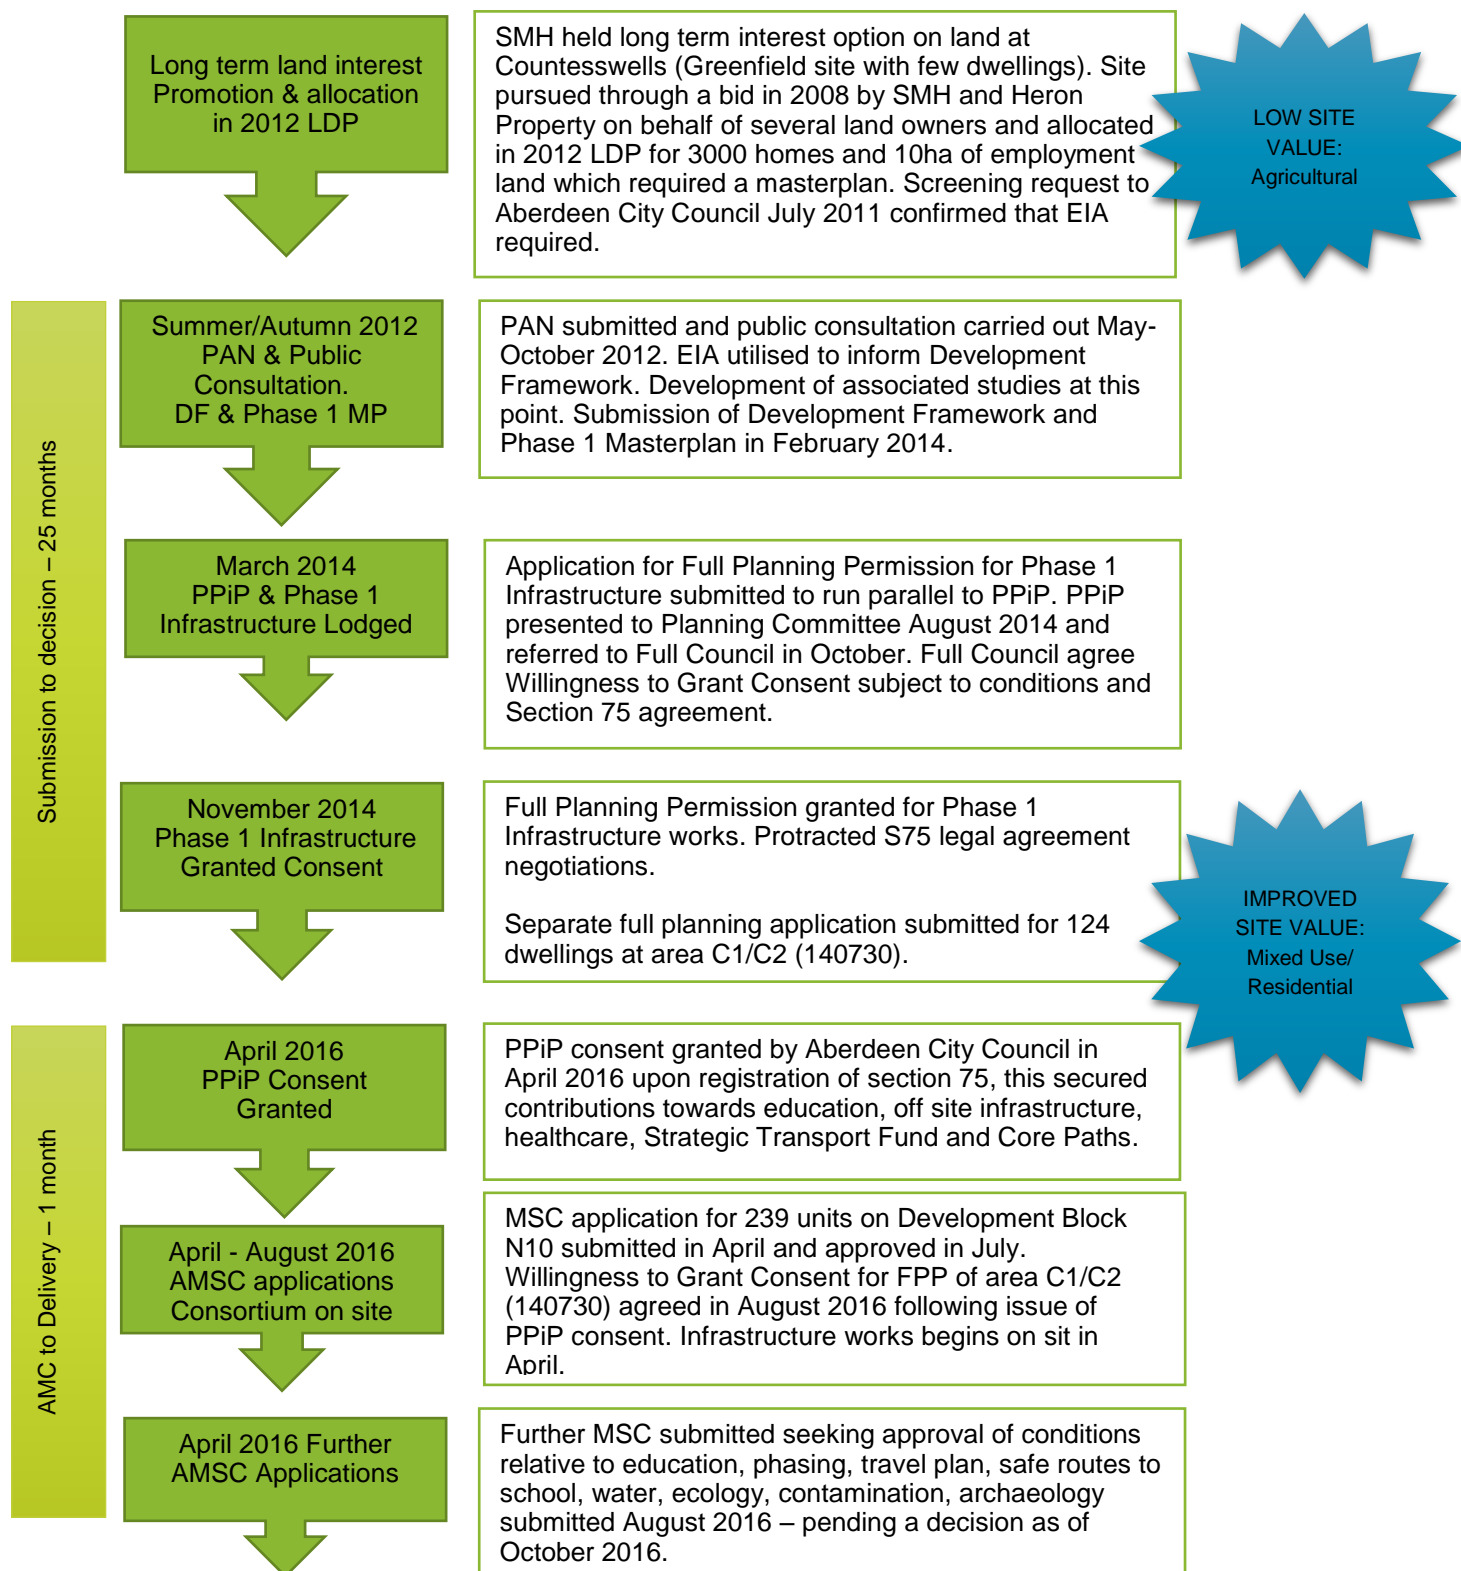 Long term land interest
Promotion & allocation
in 2012 LDP
SMH held long term interest option on land at
Countesswells (Greenfield site with few dwellings). Site
pursued through a bid in 2008 by SMH and Heron
Property on behalf of several land owners and allocated
in 2012 LDP for 3000 homes and 10ha of employment
land which required a masterplan. Screening request to
Aberdeen City Council July 2011 confirmed that EIA
required.
LOW SITE
VALUE:
Agricultural
Submission to decision – 25 months
Summer/Autumn 2012
PAN & Public
Consultation.
DF & Phase 1 MP
PAN submitted and public consultation carried out May-
October 2012. EIA utilised to inform Development
Framework. Development of associated studies at this
point. Submission of Development Framework and
Phase 1 Masterplan in February 2014.
March 2014
PPiP & Phase 1
Infrastructure Lodged
Application for Full Planning Permission for Phase 1
Infrastructure submitted to run parallel to PPiP. PPiP
presented to Planning Committee August 2014 and
referred to Full Council in October. Full Council agree
Willingness to Grant Consent subject to conditions and
Section 75 agreement.
November 2014
Phase 1 Infrastructure
Granted Consent
Full Planning Permission granted for Phase 1
Infrastructure works. Protracted S75 legal agreement
negotiations.
Separate full planning application submitted for 124
dwellings at area C1/C2 (140730).
IMPROVED
SITE VALUE:
Mixed Use/
Residential
AMC to Delivery – 1 month
April 2016
PPiP Consent
Granted
PPiP consent granted by Aberdeen City Council in
April 2016 upon registration of section 75, this secured
contributions towards education, off site infrastructure,
healthcare, Strategic Transport Fund and Core Paths.
April - August 2016
AMSC applications
Consortium on site
MSC application for 239 units on Development Block
N10 submitted in April and approved in July.
Willingness to Grant Consent for FPP of area C1/C2
(140730) agreed in August 2016 following issue of
PPiP consent. Infrastructure works begins on sit in
April.
April 2016 Further
AMSC Applications
Further MSC submitted seeking approval of conditions
relative to education, phasing, travel plan, safe routes to
school, water, ecology, contamination, archaeology
submitted August 2016 – pending a decision as of
October 2016.